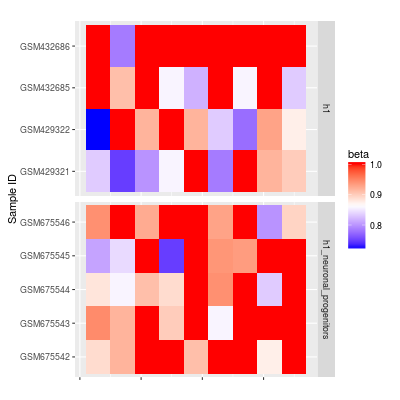 GSM432686
GSM432685
GSM429322
GSM429321
h1
Sample ID
GSM675546
GSM675545
GSM675544
GSM675543
GSM675542
h1_neuronal_progenitors
beta
1.0
0.9
0.8